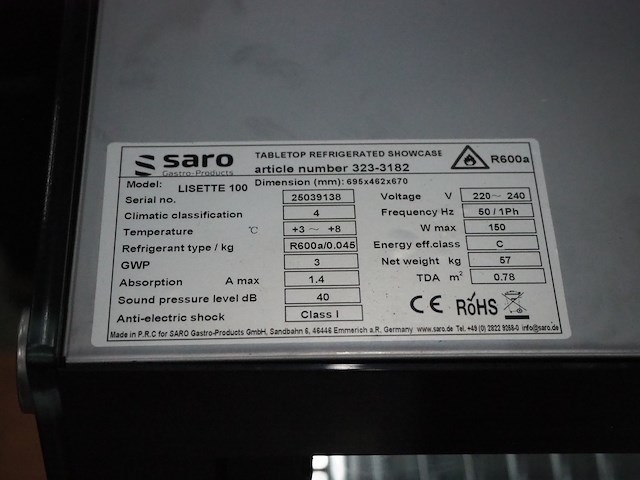 saro
Gastro-Products
TABLETOP REFRIGERATED SHOWCASE
article number 323-3182
R600a
Model: LISETTE 100 Dimension (mm): 695x462x670
Serial no. 25039138
Climatic classification 4
Temperature ℃ +3 ~ +8
Refrigerant type / kg R600a/0.045
GWP 3
Absorption A max 1.4
Sound pressure level dB 40
Anti-electric shock Class I
Voltage V 220~ 240
Frequency Hz 50 / 1Ph
W max 150
Energy eff.class C
Net weight kg 57
TDA m² 0.78
CE RoHS
Made in P.R.C for SARO Gastro-Products GmbH, Sandbahn 6, 46446 Emmerich a.R, Germany www.saro.de Tel. +49 (0) 2822 9258-0 info@saro.de